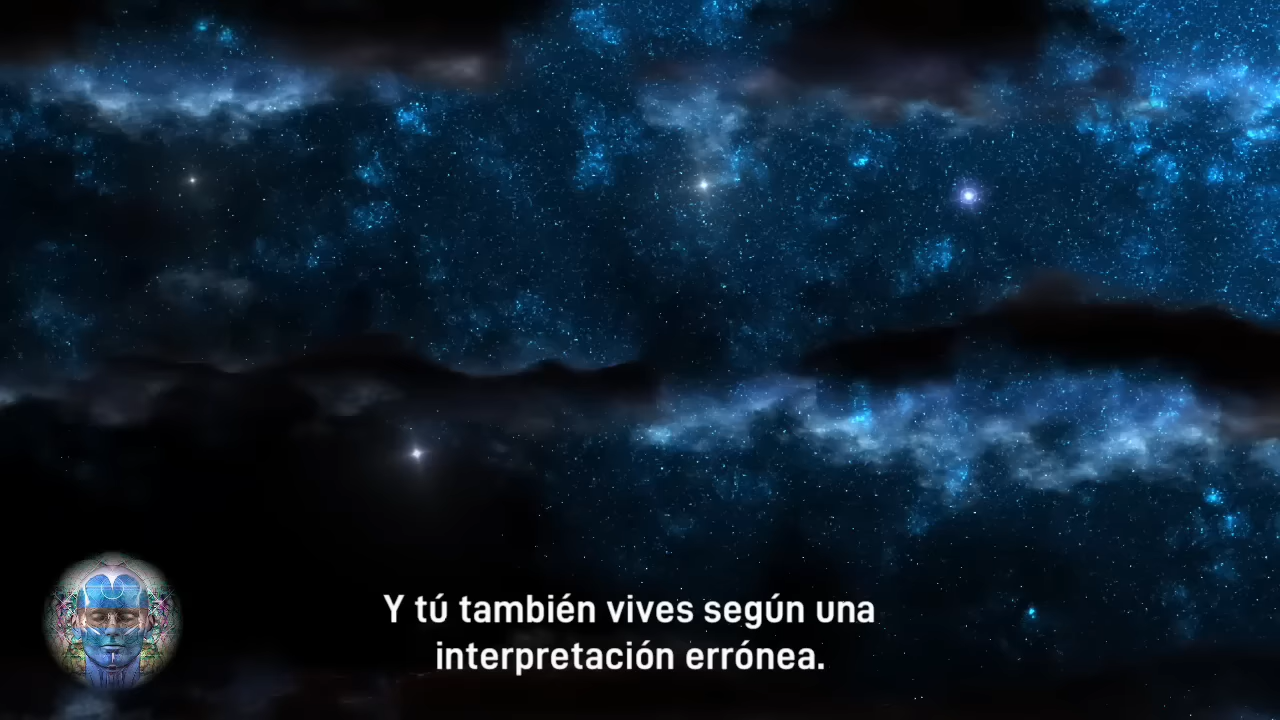 Y tú también vives según una
interpretación errónea.